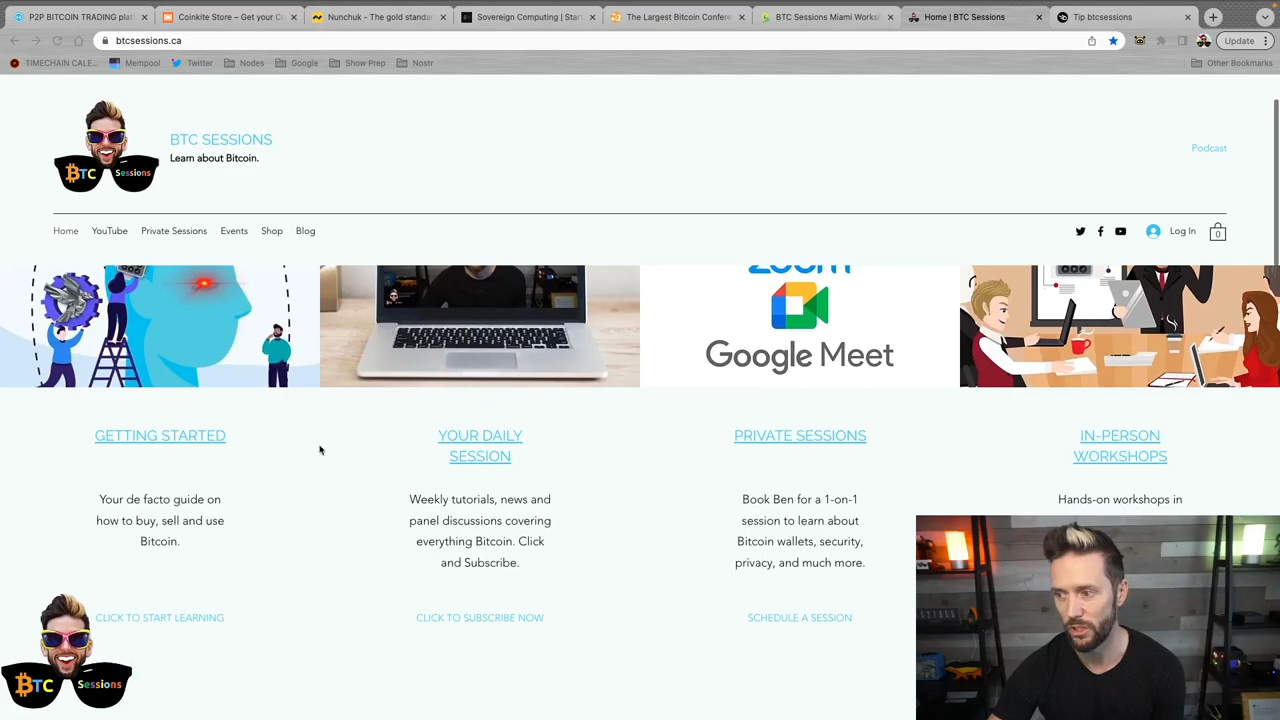 P2P BITCOIN TRADING plat
Coinkite Store – Get your Co
Nunchuk - The gold standar
Sovereign Computing | Start
The Largest Bitcoin Confere
BTC Sessions Miami Worksh
Home | BTC Sessions
Tip btcsessions
btcsessions.ca
Update
TIMECHAIN CALE...
Mempool
Twitter
Nodes
Google
Show Prep
Nostr
Other Bookmarks
BTC Sessions
BTC SESSIONS
Learn about Bitcoin.
Podcast
Home
YouTube
Private Sessions
Events
Shop
Blog
Log In
0
zoom
Google Meet
GETTING STARTED
Your de facto guide on
how to buy, sell and use
Bitcoin.
CLICK TO START LEARNING
YOUR DAILY
SESSION
Weekly tutorials, news and
panel discussions covering
everything Bitcoin. Click
and Subscribe.
CLICK TO SUBSCRIBE NOW
PRIVATE SESSIONS
Book Ben for a 1-on-1
session to learn about
Bitcoin wallets, security,
privacy, and much more.
SCHEDULE A SESSION
IN-PERSON
WORKSHOPS
Hands-on workshops in
BTC Sessions